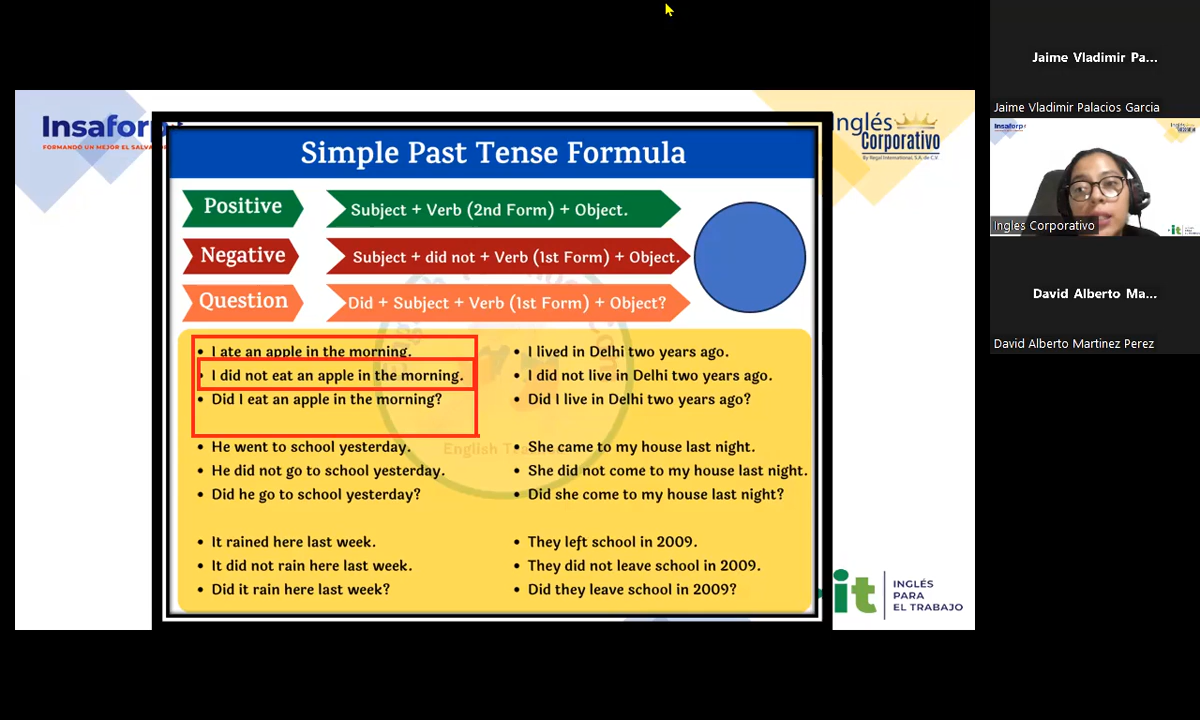 Insaforp
FORMANDO UN MEJOR EL SALVA
Inglés
Corporativo
By Regal International, S.A. de C.V.
Simple Past Tense Formula
Positive
Subject + Verb (2nd Form) + Object.
Negative
Subject + did not + Verb (1st Form) + Object.
Question
Did + Subject + Verb (1st Form) + Object?
• I ate an apple in the morning.
• I did not eat an apple in the morning.
• Did I eat an apple in the morning?
• He went to school yesterday.
• He did not go to school yesterday.
• Did he go to school yesterday?
• It rained here last week.
• It did not rain here last week.
• Did it rain here last week?
• I lived in Delhi two years ago.
• I did not live in Delhi two years ago.
• Did I live in Delhi two years ago?
• She came to my house last night.
• She did not come to my house last night.
• Did she come to my house last night?
• They left school in 2009.
• They did not leave school in 2009.
• Did they leave school in 2009?
it
INGLÉS
PARA
EL TRABAJO
Jaime Vladimir Pa...
Jaime Vladimir Palacios Garcia
Insaforp
Ingles Corporativo
it
David Alberto Ma...
David Alberto Martinez Perez